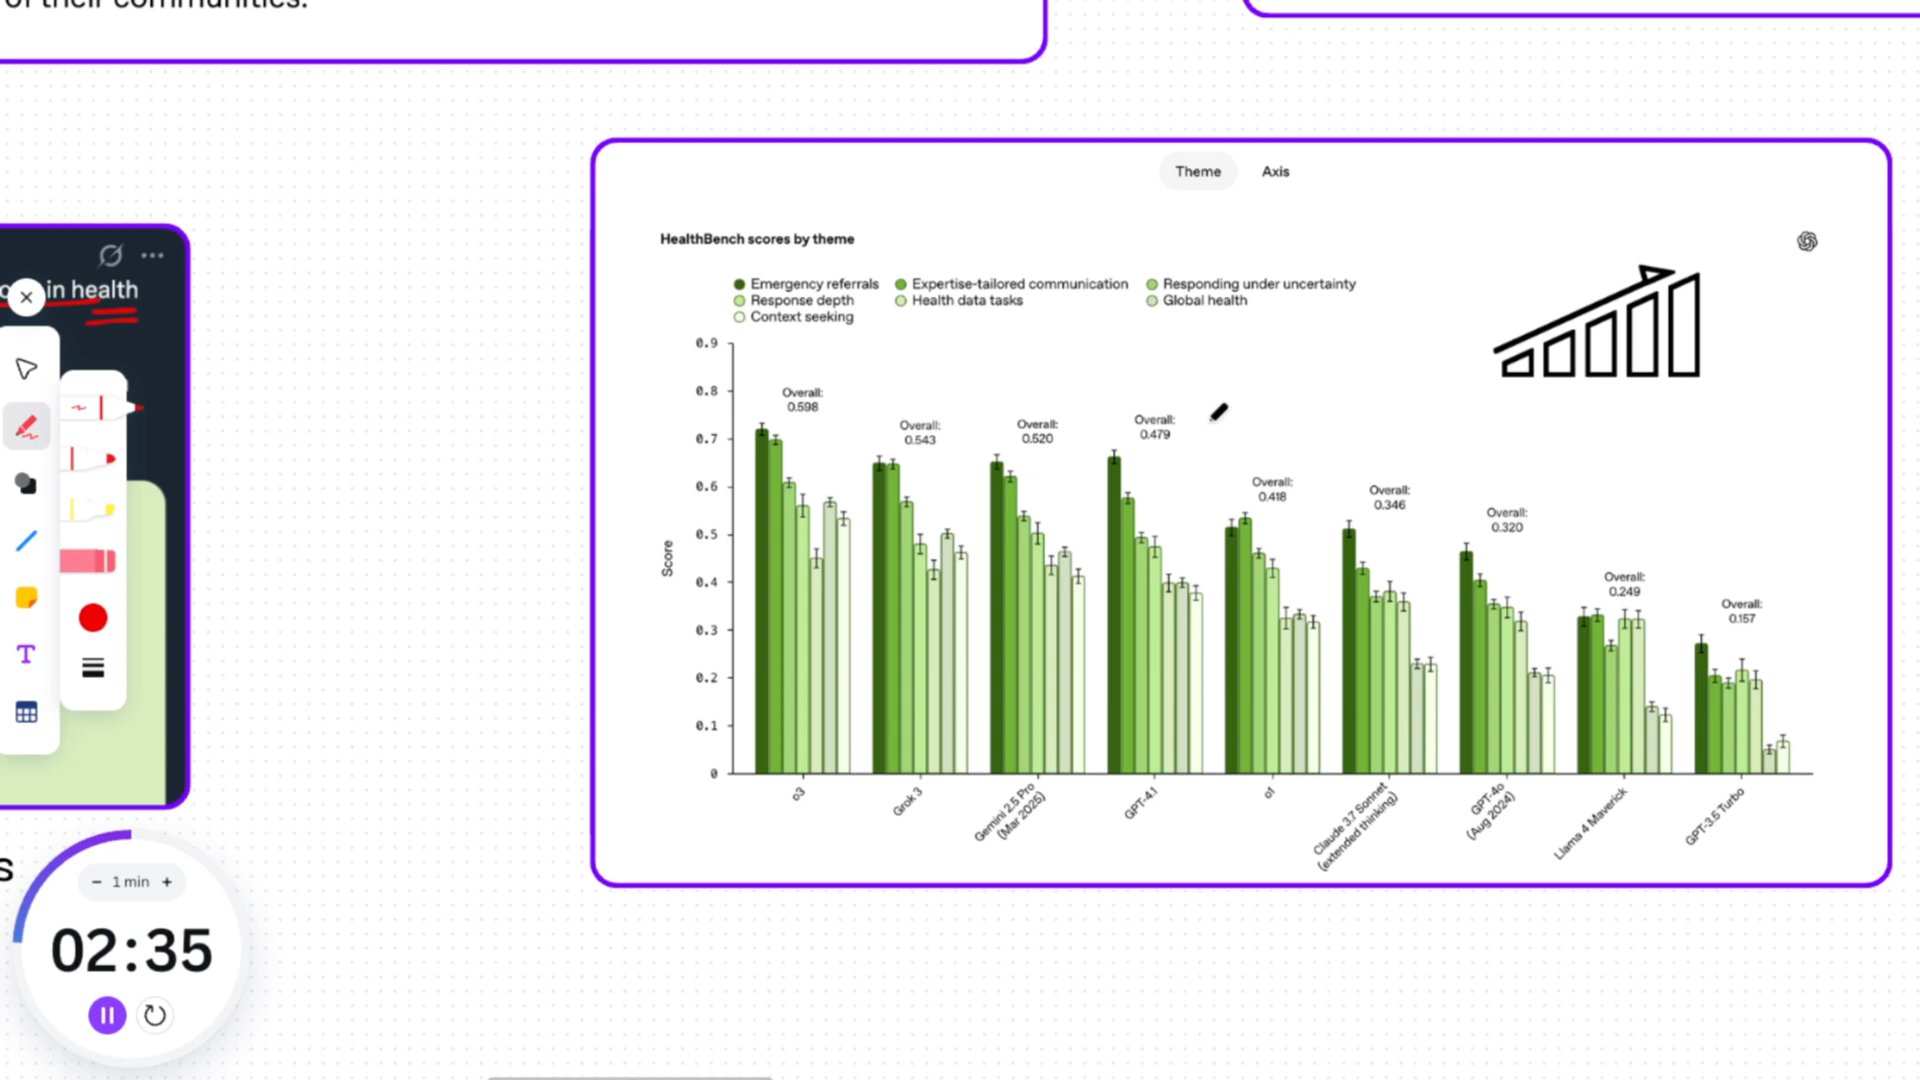 of their communities.
in health
Theme
Axis
HealthBench scores by theme
Emergency referrals
Expertise-tailored communication
Responding under uncertainty
Response depth
Health data tasks
Global health
Context seeking
0.9
0.8
0.7
0.6
0.5
0.4
0.3
0.2
0.1
0
Score
Overall:
0.598
Overall:
0.543
Overall:
0.520
Overall:
0.479
Overall:
0.418
Overall:
0.346
Overall:
0.320
Overall:
0.249
Overall:
0.157
o3
Grok 3
Gemini 2.5 Pro
(Mar 2025)
GPT-4.1
o1
Claude 3.7 Sonnet
(extended thinking)
GPT-4o
(Aug 2024)
Llama 4 Maverick
GPT-3.5 Turbo
T
s
− 1 min +
02:35